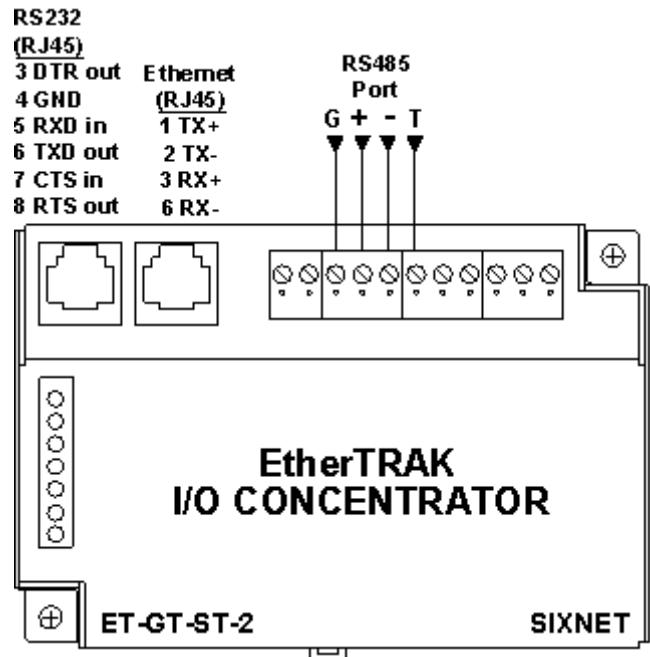 RS232
(RJ45)
3 DTR out
4 GND
5 RXD in
6 TXD out
7 CTS in
8 RTS out
Ethernet
(RJ45)
1 TX+
2 TX-
3 RX+
6 RX-
RS485
Port
G + - T
EtherTRAK
I/O CONCENTRATOR
ET-GT-ST-2
SIXNET